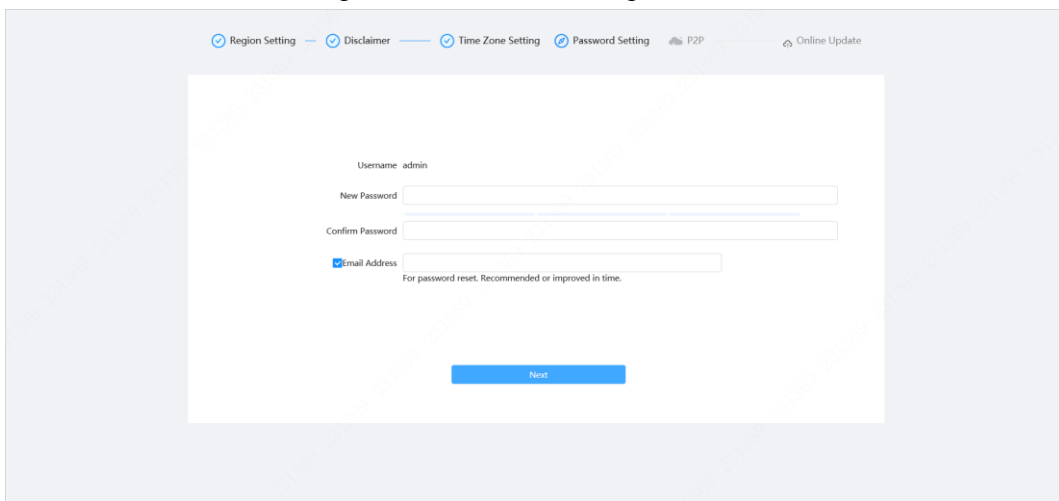 Region Setting Disclaimer Time Zone Setting Password Setting P2P Online Update
Username admin
New Password
Confirm Password
Email Address
For password reset. Recommended or improved in time.
Next